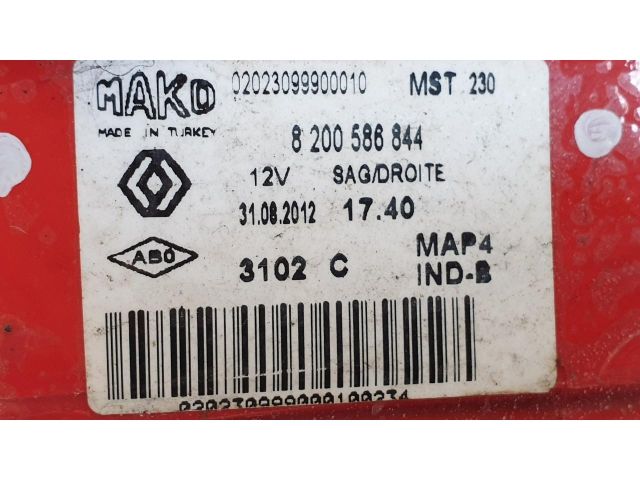 MAKO 02023099900010 MST 230
MADE IN TURKEY 8 200 586 844
12V SAG/DROITE
31.08.2012 17.40
ABO 3102 C MAP4
IND-B
020230999000100234